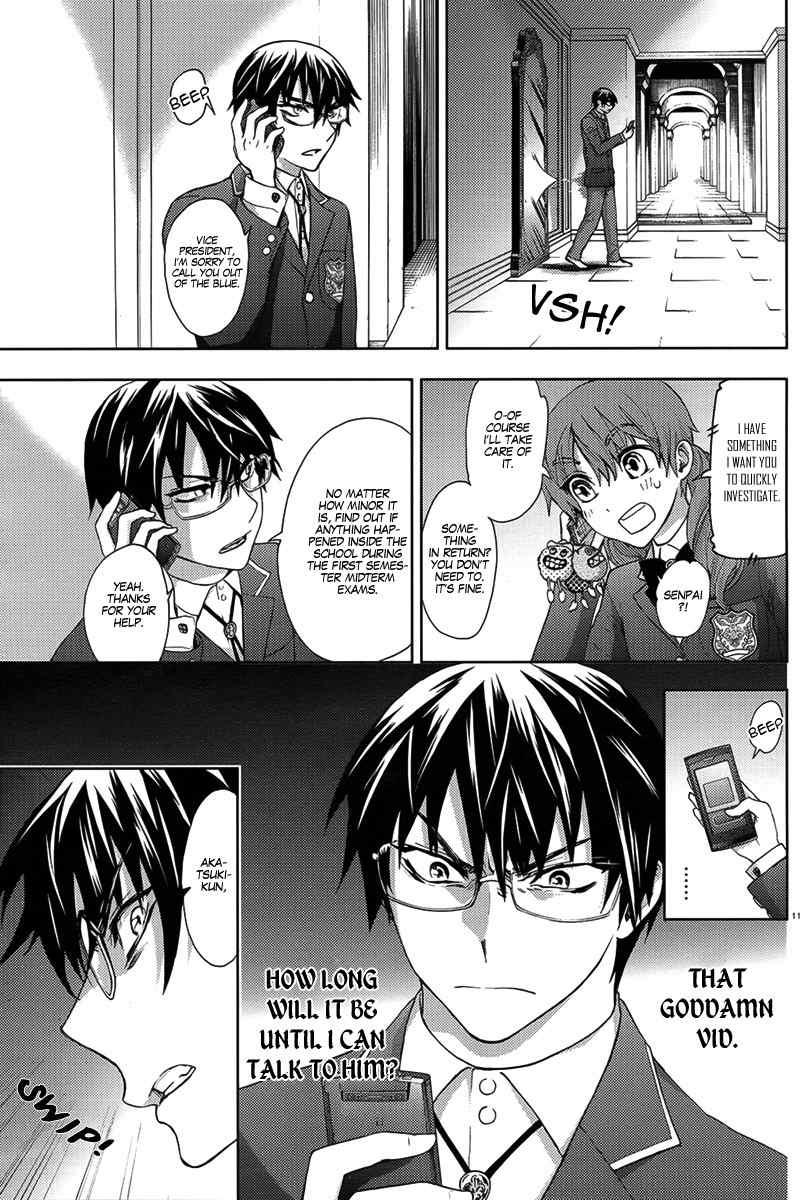 VSH!
BEEP
VICE
PRESIDENT,
I'M SORRY TO
CALL YOU OUT
OF THE BLUE.
I HAVE
SOMETHING
I WANT YOU
TO QUICKLY
INVESTIGATE.
SENPAI
?!
O-OF
COURSE
I'LL TAKE
CARE OF
IT.
SOME-
THING
IN RETURN?
YOU DON'T
NEED TO.
IT'S FINE.
NO MATTER
HOW MINOR IT
IS, FIND OUT IF
ANYTHING HAP-
PENED INSIDE
THE SCHOOL DURING
THE FIRST SEMES-
TER MIDTERM
EXAMS.
YEAH.
THANKS
FOR YOUR
HELP.
BEEP
......
11
THAT
GODDAMN
VID.
HOW LONG
WILL IT BE
UNTIL I CAN
TALK TO HIM?
AKA-
TSUKI-
KUN,
SWIP!